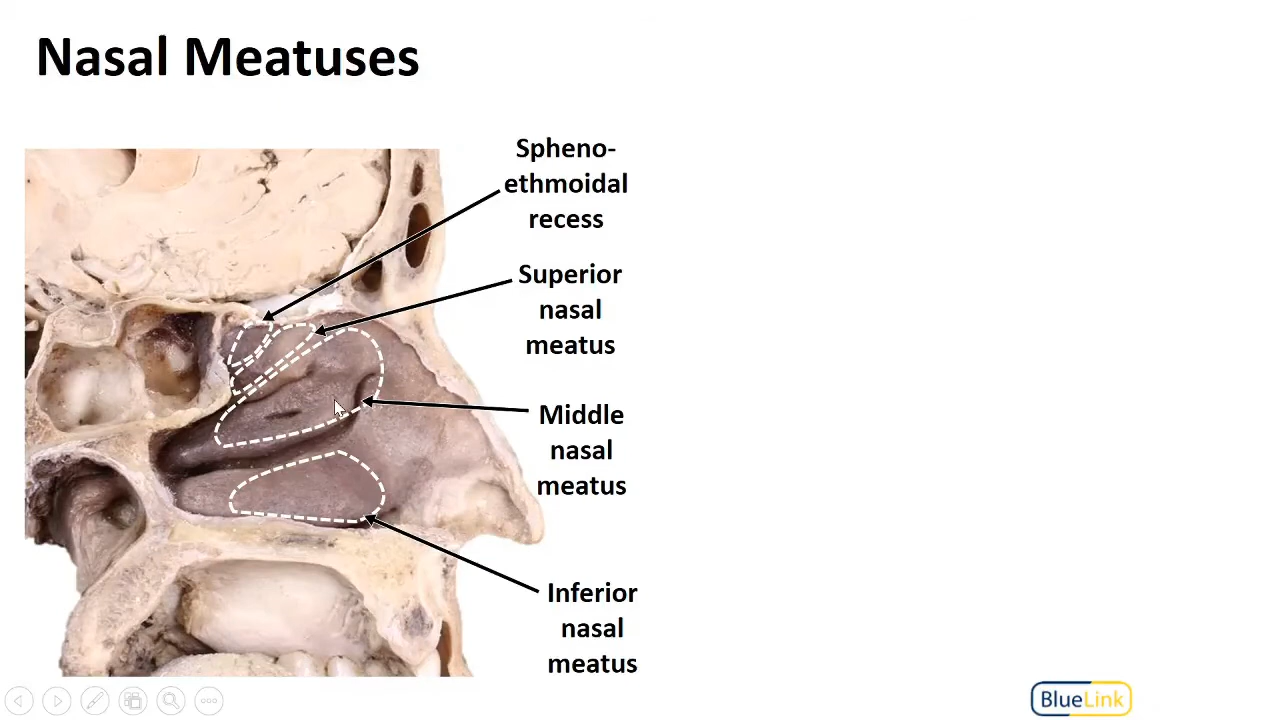 Nasal Meatuses
Spheno-
ethmoidal
recess
Superior
nasal
meatus
Middle
nasal
meatus
Inferior
nasal
meatus
BlueLink